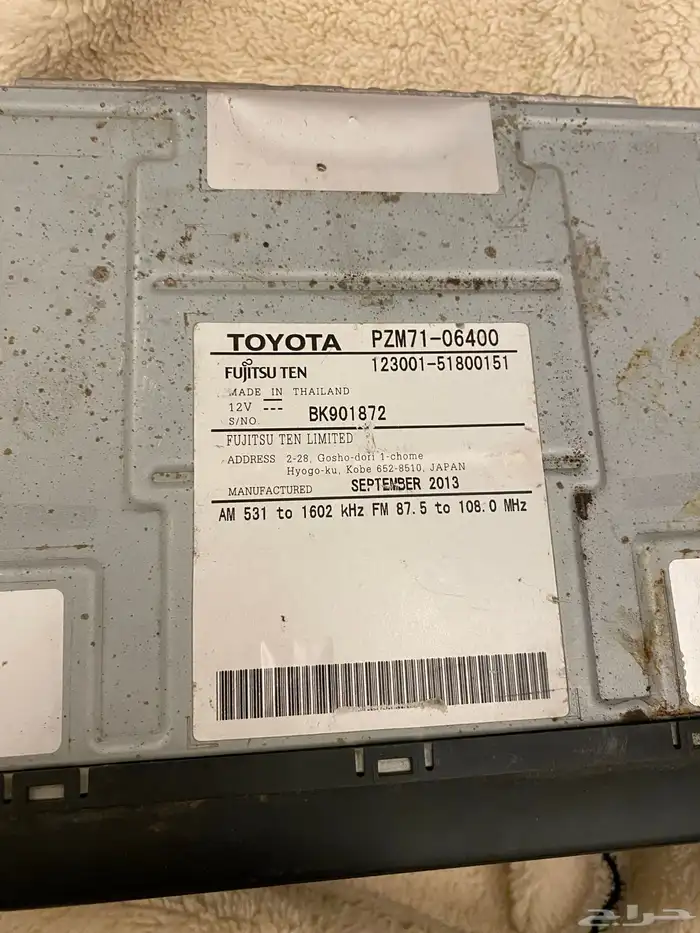 TOYOTA PZM71-06400
FUJITSU TEN 123001-51800151
MADE IN THAILAND
12V
S/NO. BK901872
FUJITSU TEN LIMITED
ADDRESS 2-28, Gosho-dori 1-chome
Hyogo-ku, Kobe 652-8510, JAPAN
MANUFACTURED SEPTEMBER 2013
AM 531 to 1602 kHz FM 87.5 to 108.0 MHz
حراج